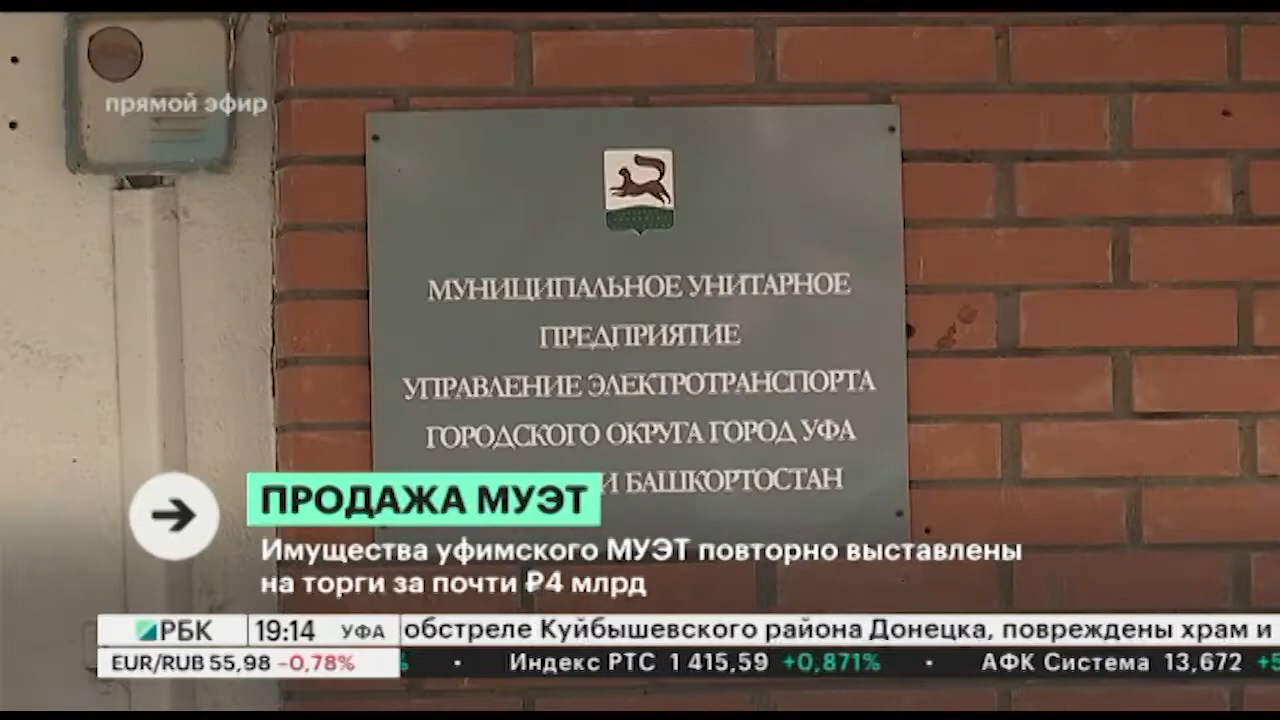 прямой эфир
МУНИЦИПАЛЬНОЕ УНИТАРНОЕ
ПРЕДПРИЯТИЕ
УПРАВЛЕНИЕ ЭЛЕКТРОТРАНСПОРТА
ГОРОДСКОГО ОКРУГА ГОРОД УФА
И БАШКОРТОСТАН
ПРОДАЖА МУЭТ
Имущества уфимского МУЭТ повторно выставлены
на торги за почти ₽4 млрд
РБК 19:14 УФА обстреле Куйбышевского района Донецка, повреждены храм и
EUR/RUB 55,98 -0,78% % • Индекс РТС 1 415,59 +0,871% • АФК Система 13,672 +5